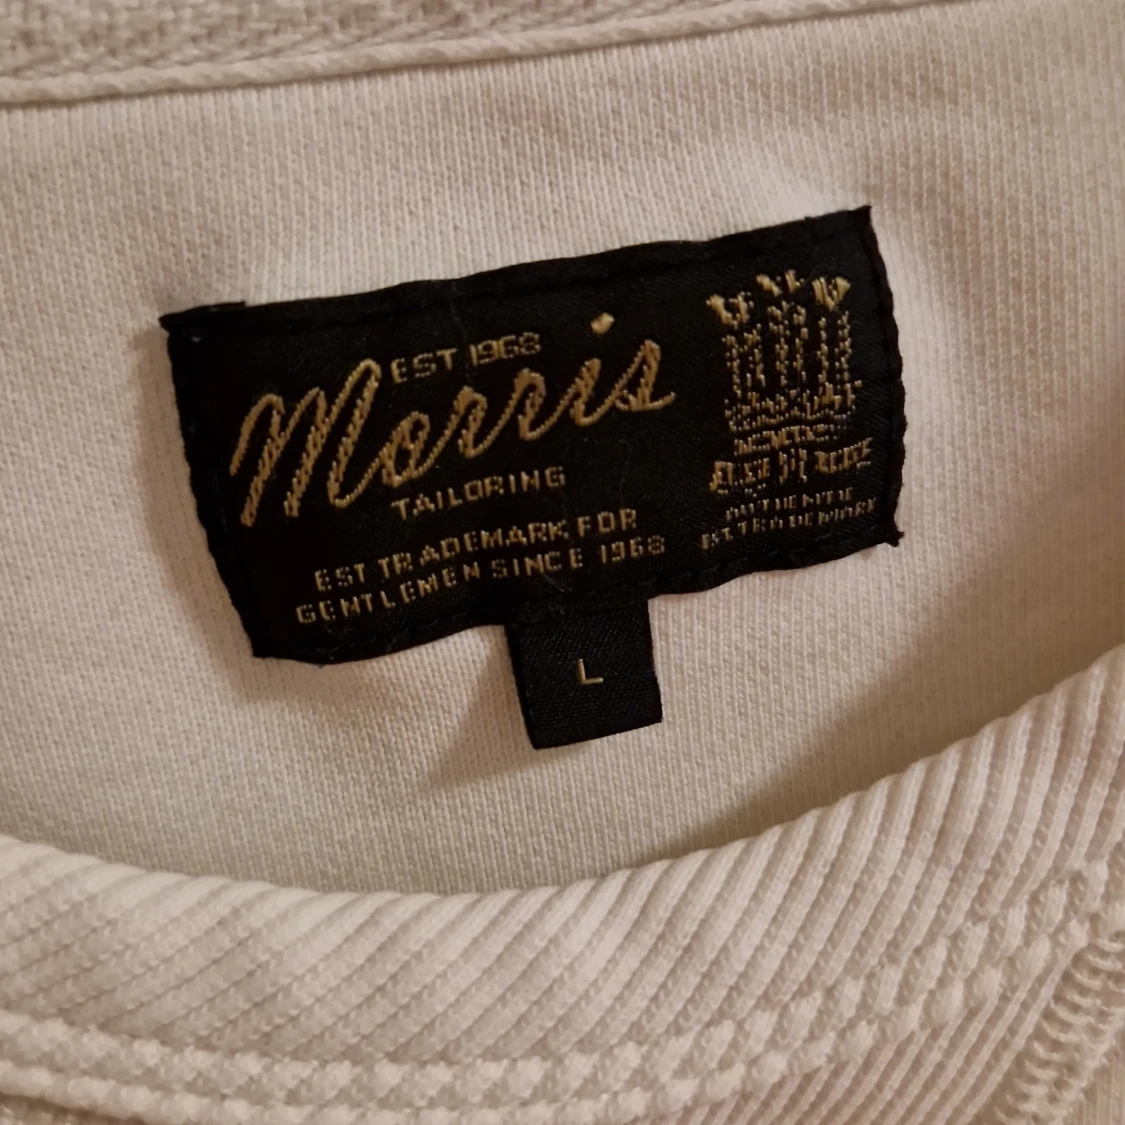 EST 1968
Morris
TAILORING
EST TRADEMARK FOR
GENTLEMEN SINCE 1968
L